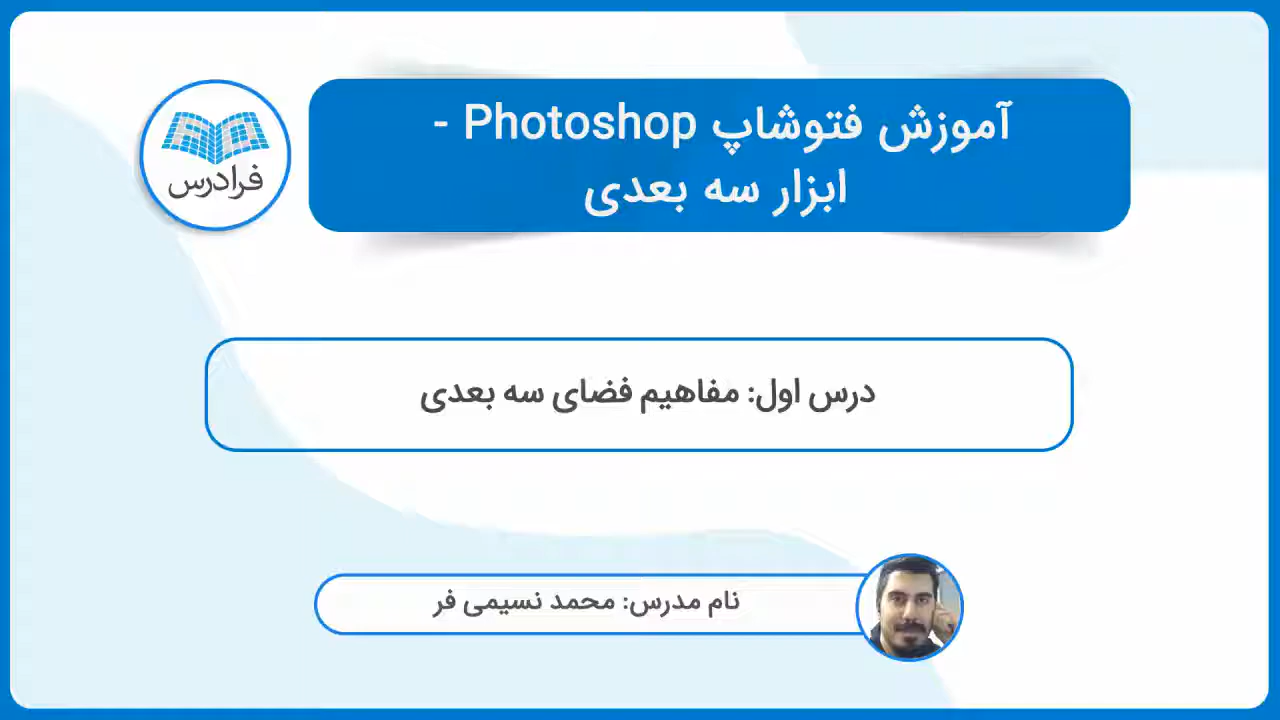 آموزش فتوشاپ Photoshop -
ابزار سه بعدی
فرادرس
درس اول: مفاهیم فضای سه بعدی
نام مدرس: محمد نسیمی فر